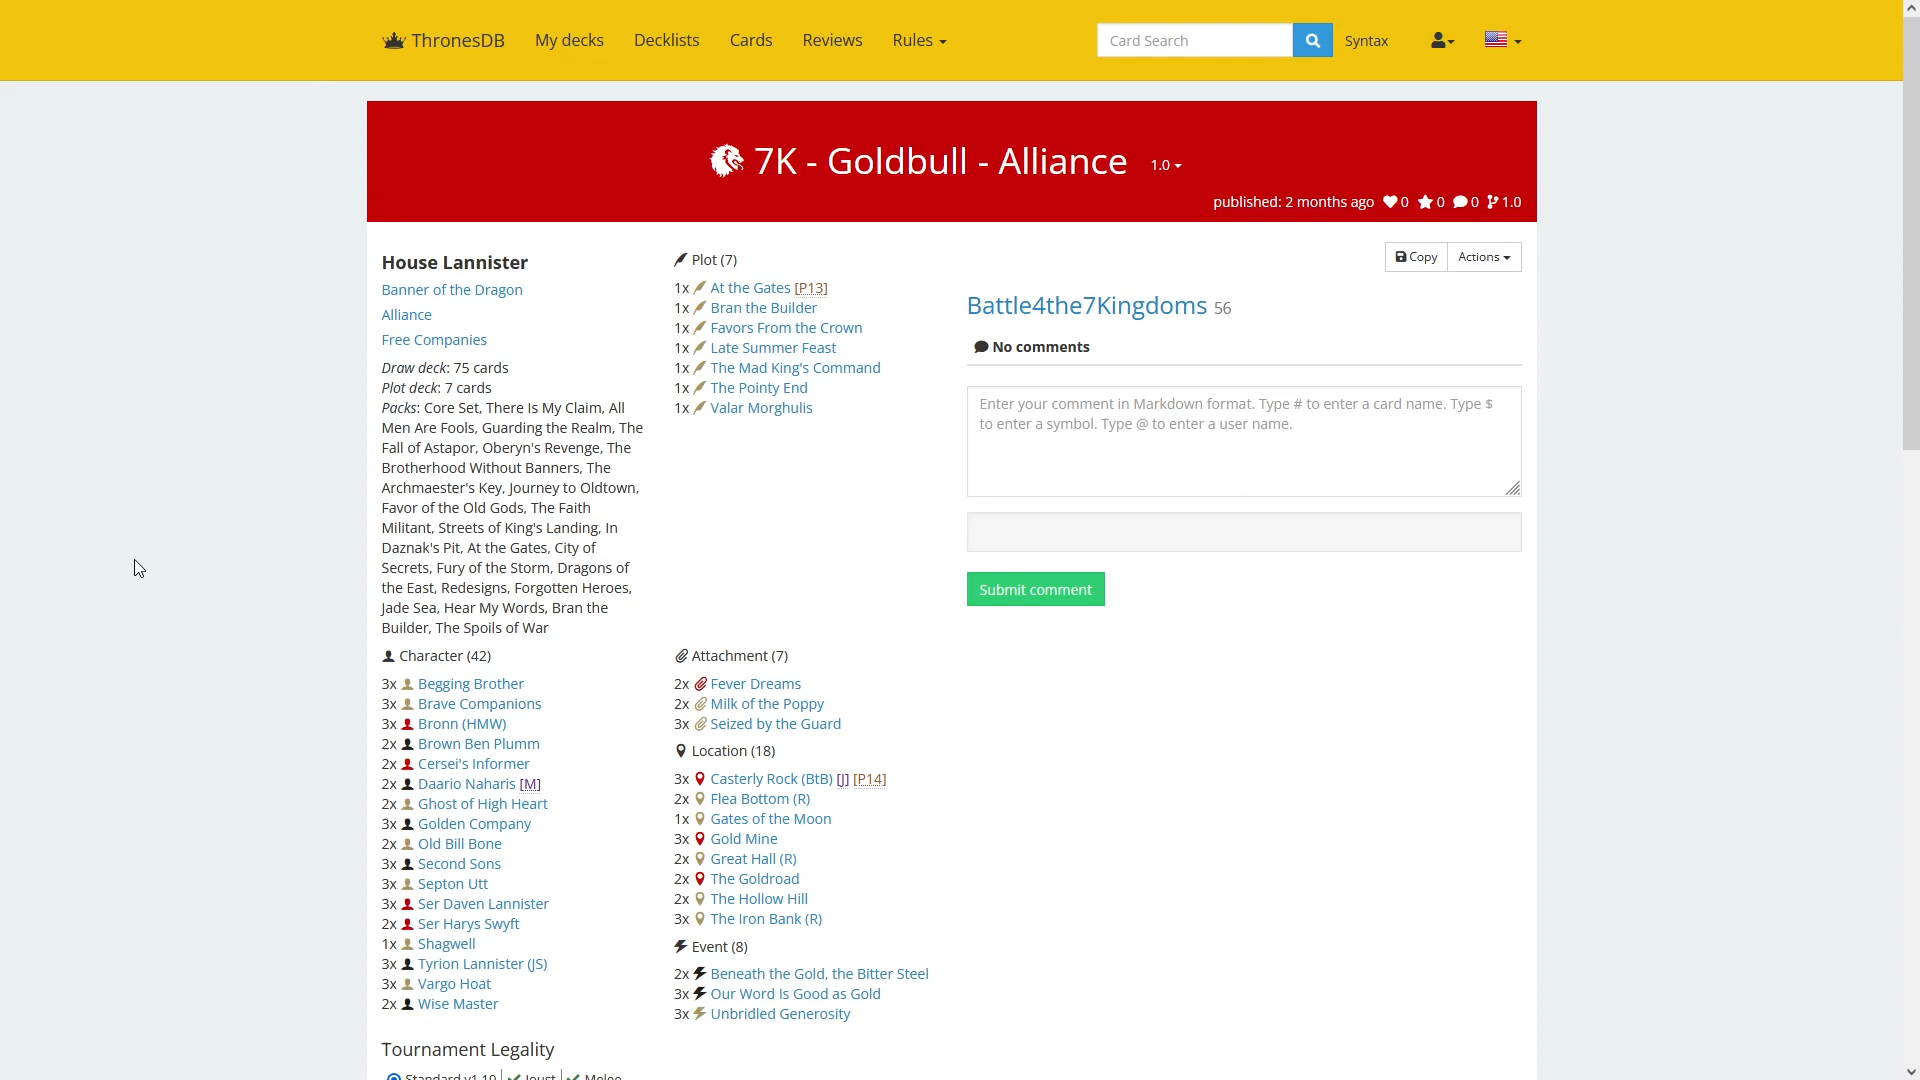 ThronesDB My decks Decklists Cards Reviews Rules Card Search Syntax
7K - Goldbull - Alliance 1.0
published: 2 months ago 0 0 0 1.0
House Lannister
Banner of the Dragon
Alliance
Free Companies
Draw deck: 75 cards
Plot deck: 7 cards
Packs: Core Set, There Is My Claim, All
Men Are Fools, Guarding the Realm, The
Fall of Astapor, Oberyn's Revenge, The
Brotherhood Without Banners, The
Archmaester's Key, Journey to Oldtown,
Favor of the Old Gods, The Faith
Militant, Streets of King's Landing, In
Daznak's Pit, At the Gates, City of
Secrets, Fury of the Storm, Dragons of
the East, Redesigns, Forgotten Heroes,
Jade Sea, Hear My Words, Bran the
Builder, The Spoils of War
Plot (7)
1x At the Gates [P13]
1x Bran the Builder
1x Favors From the Crown
1x Late Summer Feast
1x The Mad King's Command
1x The Pointy End
1x Valar Morghulis
Copy Actions
Battle4the7Kingdoms 56
No comments
Enter your comment in Markdown format. Type # to enter a card name. Type $
to enter a symbol. Type @ to enter a user name.
Submit comment
Character (42)
3x Begging Brother
3x Brave Companions
3x Bronn (HMW)
2x Brown Ben Plumm
2x Cersei's Informer
2x Daario Naharis [M]
2x Ghost of High Heart
3x Golden Company
2x Old Bill Bone
3x Second Sons
3x Septon Utt
3x Ser Daven Lannister
2x Ser Harys Swyft
1x Shagwell
3x Tyrion Lannister (JS)
3x Vargo Hoat
2x Wise Master
Attachment (7)
2x Fever Dreams
2x Milk of the Poppy
3x Seized by the Guard
Location (18)
3x Casterly Rock (BtB) [J] [P14]
2x Flea Bottom (R)
1x Gates of the Moon
3x Gold Mine
2x Great Hall (R)
2x The Goldroad
2x The Hollow Hill
3x The Iron Bank (R)
Event (8)
2x Beneath the Gold, the Bitter Steel
3x Our Word Is Good as Gold
3x Unbridled Generosity
Tournament Legality
Standard v1.10 Joust Melee